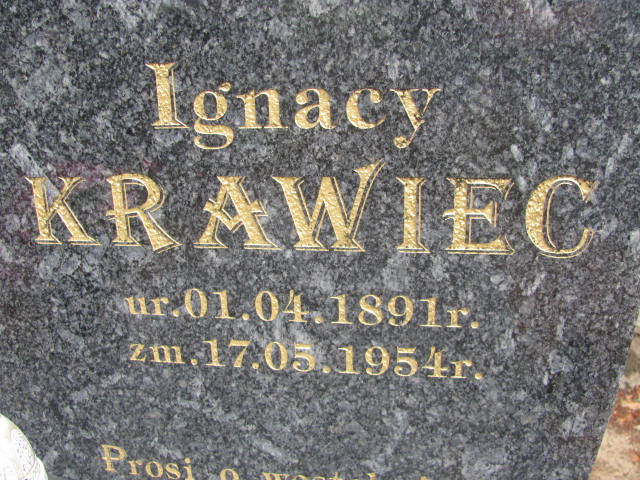 Ignacy
KRAWIEC
ur.01.04.1891r.
zm.17.05.1954r.
Prosi o